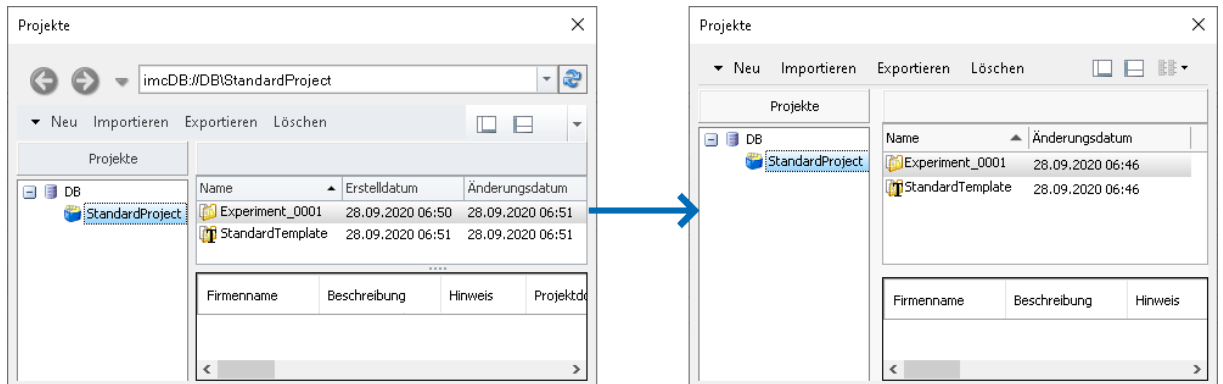 Projekte
imcDB://DB\StandardProject
Neu Importieren Exportieren Löschen
Projekte
DB
StandardProject
Name Erstelldatum Änderungsdatum
Experiment_0001 28.09.2020 06:50 28.09.2020 06:51
StandardTemplate 28.09.2020 06:51 28.09.2020 06:51
Firmenname Beschreibung Hinweis Projektdo
Projekte
Neu Importieren Exportieren Löschen
Projekte
DB
StandardProject
Name Änderungsdatum
Experiment_0001 28.09.2020 06:46
StandardTemplate 28.09.2020 06:46
Firmenname Beschreibung Hinweis